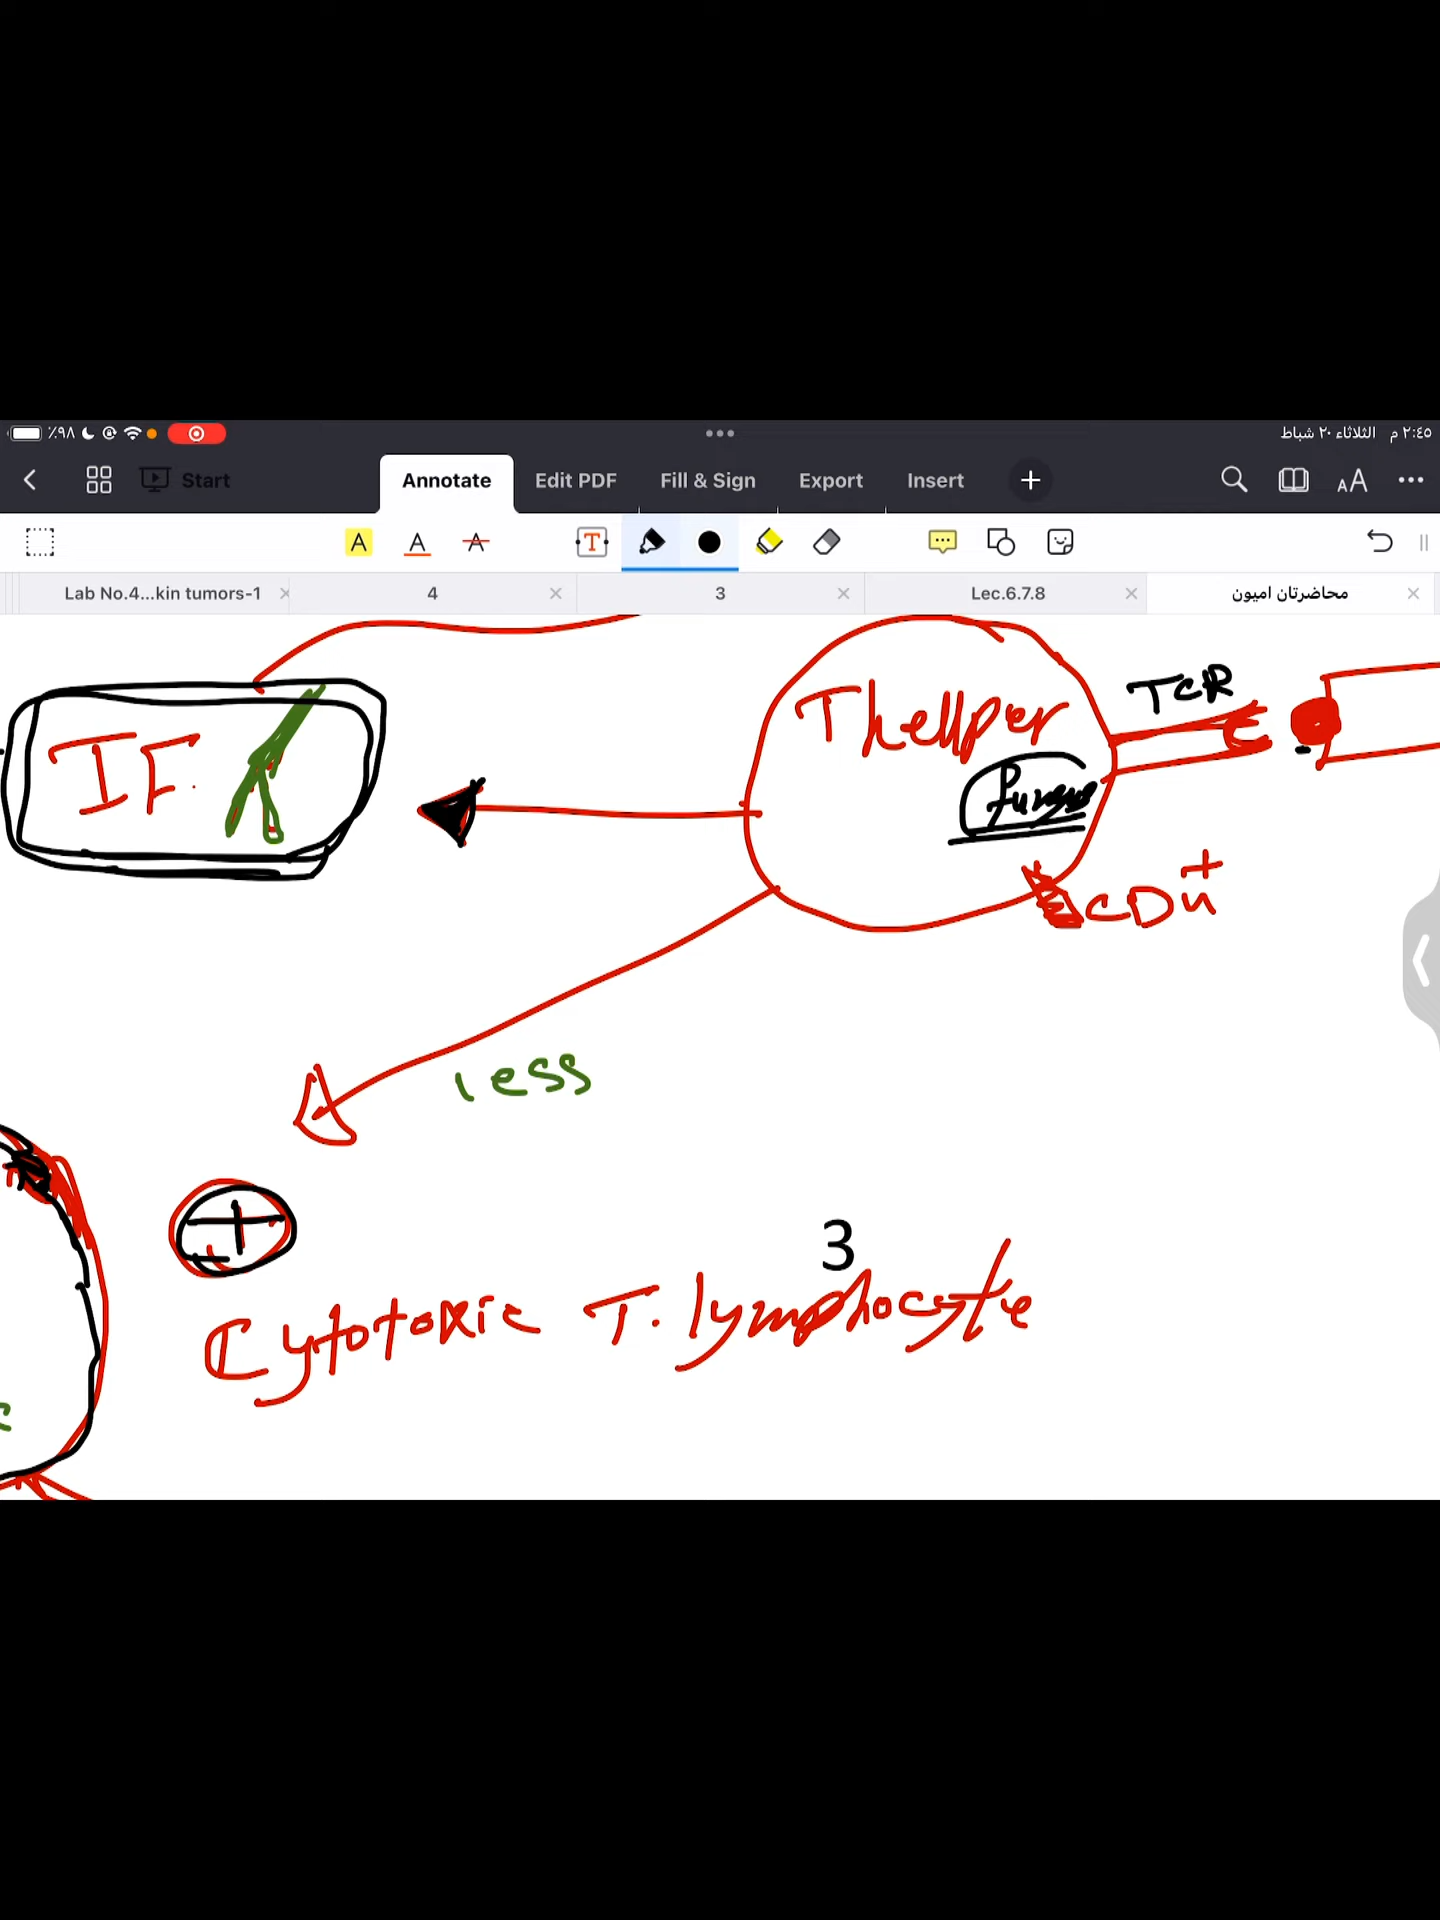 ٪٩٨
٢:٤٥ م الثلاثاء ٢٠ شباط
Start
Annotate
Edit PDF
Fill & Sign
Export
Insert
Lab No.4...kin tumors-1
4
3
Lec.6.7.8
محاضرتان اميون
TCR
T hellper
IF
CD4+
less
3
Cytotoxic T. lymphocyte